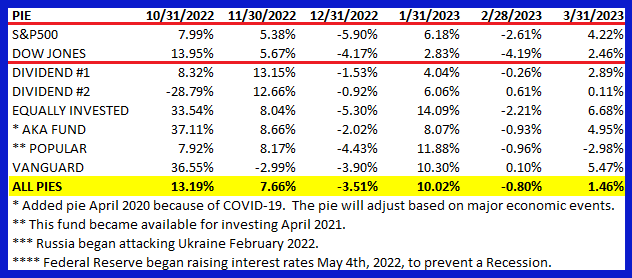 PIE 10/31/2022 11/30/2022 12/31/2022 1/31/2023 2/28/2023 3/31/2023
S&P500 7.99% 5.38% -5.90% 6.18% -2.61% 4.22%
DOW JONES 13.95% 5.67% -4.17% 2.83% -4.19% 2.46%
DIVIDEND #1 8.32% 13.15% -1.53% 4.04% -0.26% 2.89%
DIVIDEND #2 -28.79% 12.66% -0.92% 6.06% 0.61% 0.11%
EQUALLY INVESTED 33.54% 8.04% -5.30% 14.09% -2.21% 6.68%
* AKA FUND 37.11% 8.66% -2.02% 8.07% -0.93% 4.95%
** POPULAR 7.92% 8.17% -4.43% 11.88% -0.96% -2.98%
VANGUARD 36.55% -2.99% -3.90% 10.30% 0.10% 5.47%
ALL PIES 13.19% 7.66% -3.51% 10.02% -0.80% 1.46%
* Added pie April 2020 because of COVID-19.  The pie will adjust based on major economic events.
** This fund became available for investing April 2021.
*** Russia began attacking Ukraine February 2022.
**** Federal Reserve began raising interest rates May 4th, 2022, to prevent a Recession.